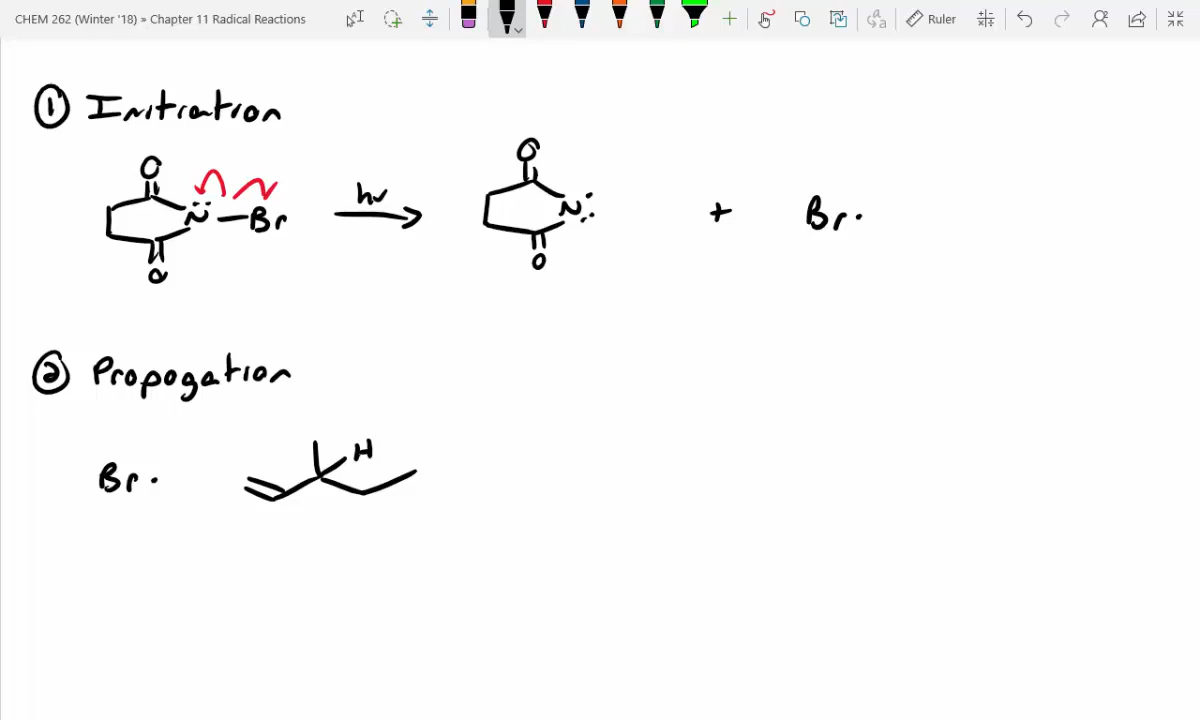 CHEM 262 (Winter '18) » Chapter 11 Radical Reactions
Ruler
① Initiation
O
N̈—Br
O
hν
O
N:
O
+ Br·
② Propogation
Br·
H